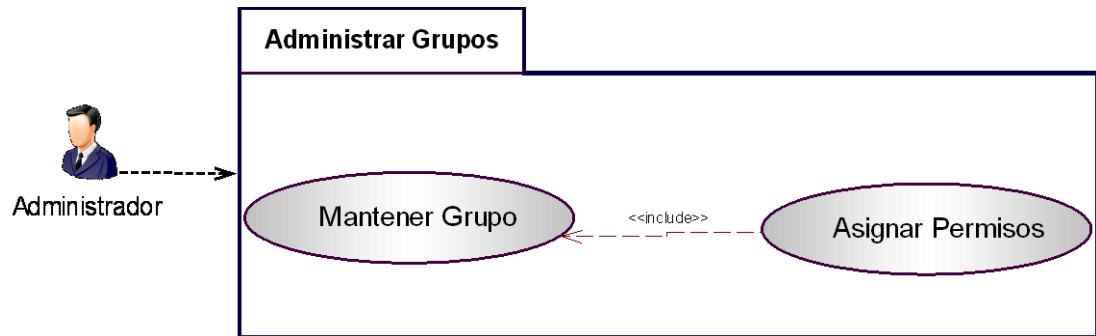 Administrar Grupos
Administrador
Mantener Grupo
<<include>>
Asignar Permisos